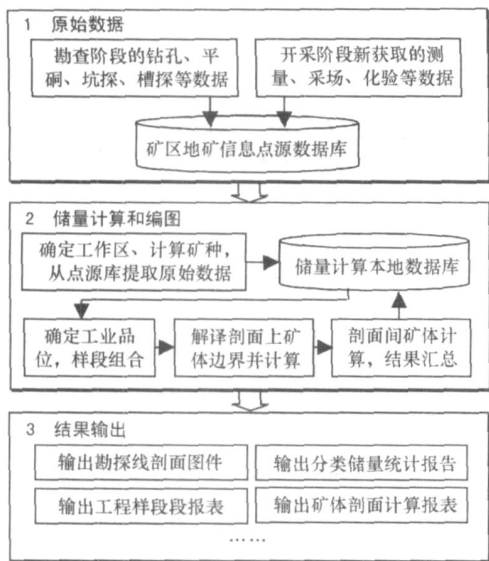 1 原始数据
勘查阶段的钻孔、平
硐、坑探、槽探等数据
开采阶段新获取的测
量、采场、化验等数据
矿区地矿信息点源数据库
2 储量计算和编图
确定工作区、计算矿种,
从点源库提取原始数据
储量计算本地数据库
确定工业品
位,样段组合
解译剖面上矿
体边界并计算
剖面间矿体计
算,结果汇总
3 结果输出
输出勘探线剖面图件
输出分类储量统计报告
输出工程样段段报表
输出矿体剖面计算报表
……